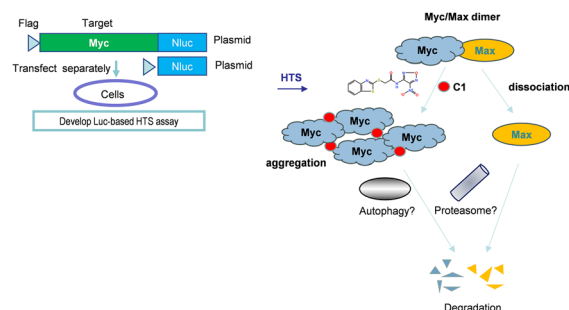 Flag Target
Myc Nluc Plasmid
Transfect separately Nluc Plasmid
Cells
Develop Luc-based HTS assay
HTS
Myc/Max dimer
Myc Max
C1
dissociation
Myc
Myc Myc
Myc
aggregation
Max
Autophagy? Proteasome?
Degradation